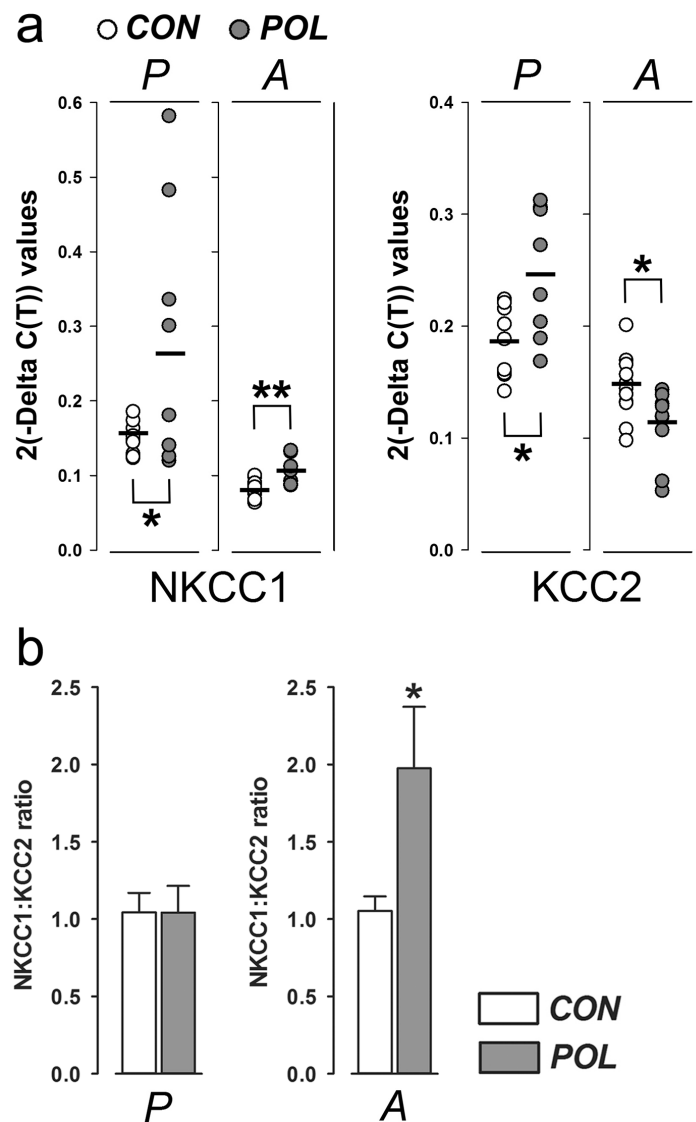 a
CON POL
P A P A
2(-Delta C(T)) values
0.6
0.5
0.4
0.3
0.2
0.1
0.0
* **
NKCC1
2(-Delta C(T)) values
0.4
0.3
0.2
0.1
0.0
* *
KCC2
b
NKCC1:KCC2 ratio
2.5
2.0
1.5
1.0
0.5
0.0
P
NKCC1:KCC2 ratio
2.5
2.0
1.5
1.0
0.5
0.0
*
A
CON
POL